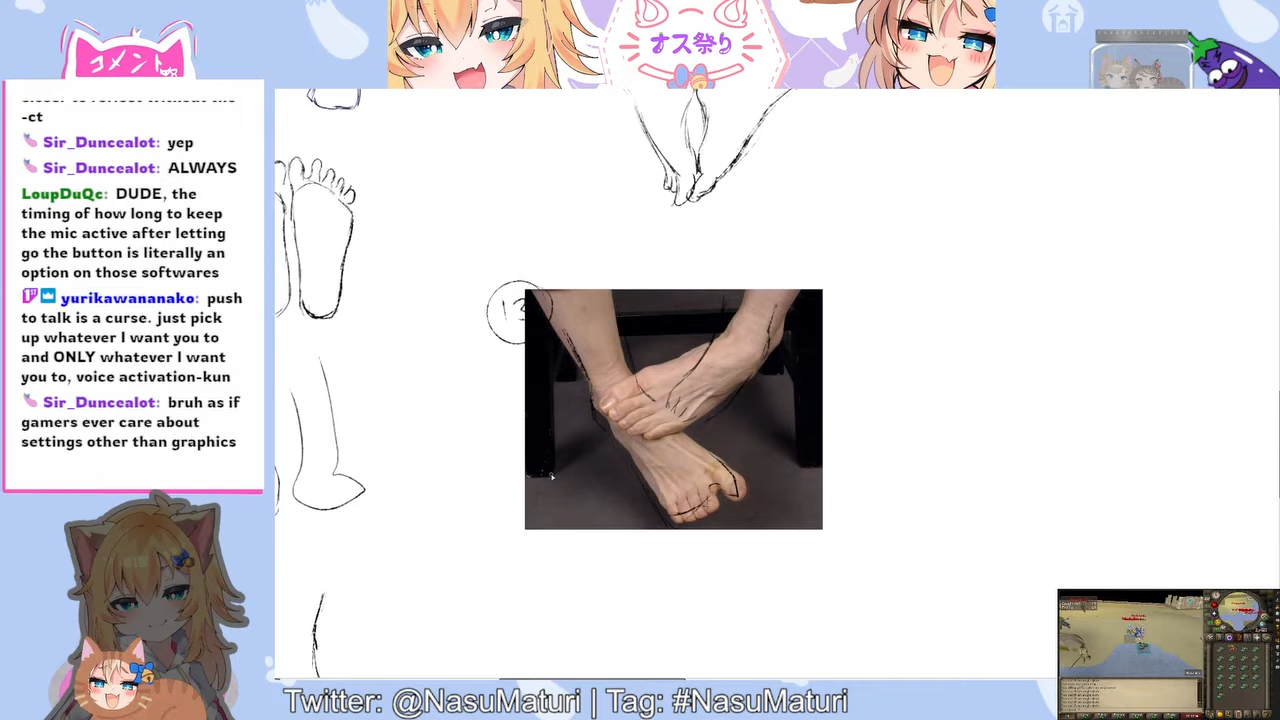 コメント
オス祭り
-ct
Sir_Duncealot: yep
Sir_Duncealot: ALWAYS
LoupDuQc: DUDE, the
timing of how long to keep
the mic active after letting
go the button is literally an
option on those softwares
yurikawananako: push
to talk is a curse. just pick
up whatever I want you to
and ONLY whatever I want
you to, voice activation-kun
Sir_Duncealot: bruh as if
gamers ever care about
settings other than graphics
Twitter: @NasuMaturi | Tag: #NasuMaturi